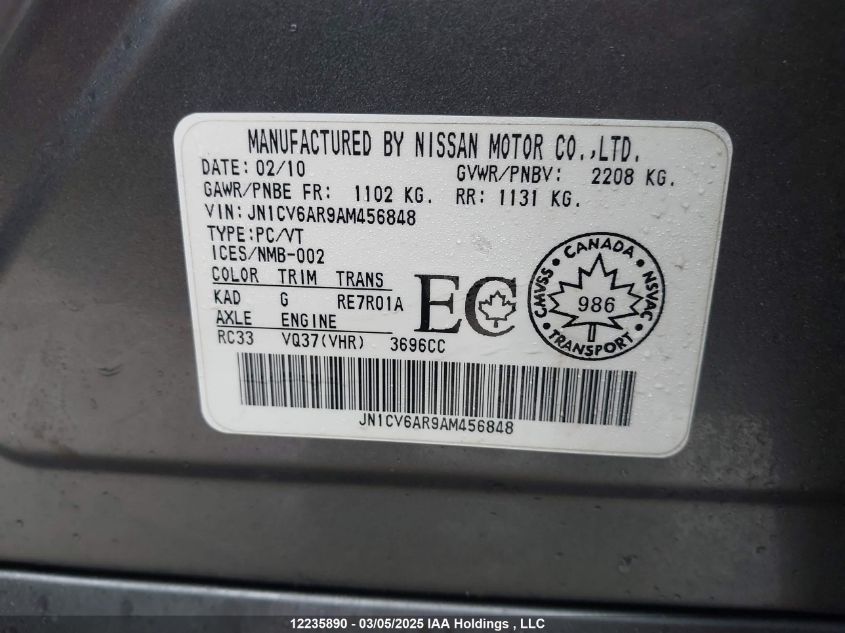 MANUFACTURED BY NISSAN MOTOR CO.,LTD.
DATE: 02/10 GVWR/PNBV: 2208 KG.
GAWR/PNBE FR: 1102 KG. RR: 1131 KG.
VIN: JN1CV6AR9AM456848
TYPE: PC/VT
ICES/NMB-002
COLOR TRIM TRANS
KAD G RE7R01A
AXLE ENGINE
RC33 VQ37(VHR) 3696CC
EC
CANADA
CMVSS 986 NSVAC
TRANSPORT
JN1CV6AR9AM456848
12235890 - 03/05/2025 IAA Holdings , LLC